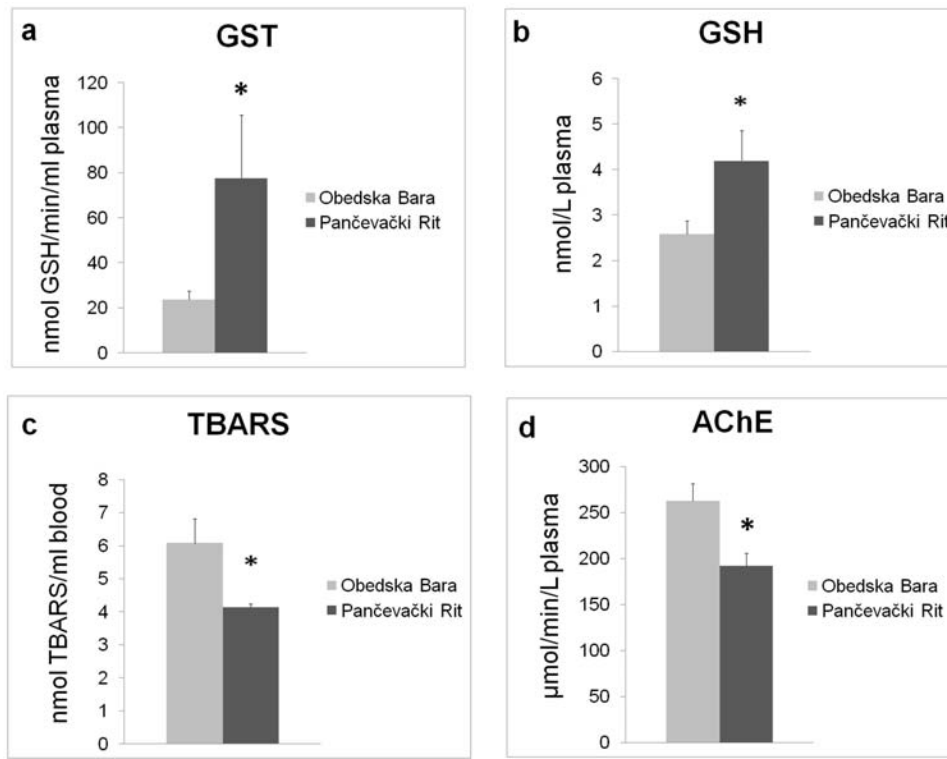 a
GST
nmol GSH/min/ml plasma
120
100
80
60
40
20
0
*
Obedska Bara
Pančevački Rit
b
GSH
nmol/L plasma
6
5
4
3
2
1
0
*
Obedska Bara
Pančevački Rit
c
TBARS
nmol TBARS/ml blood
8
7
6
5
4
3
2
1
0
*
Obedska Bara
Pančevački Rit
d
AChE
µmol/min/L plasma
300
250
200
150
100
50
0
*
Obedska Bara
Pančevački Rit